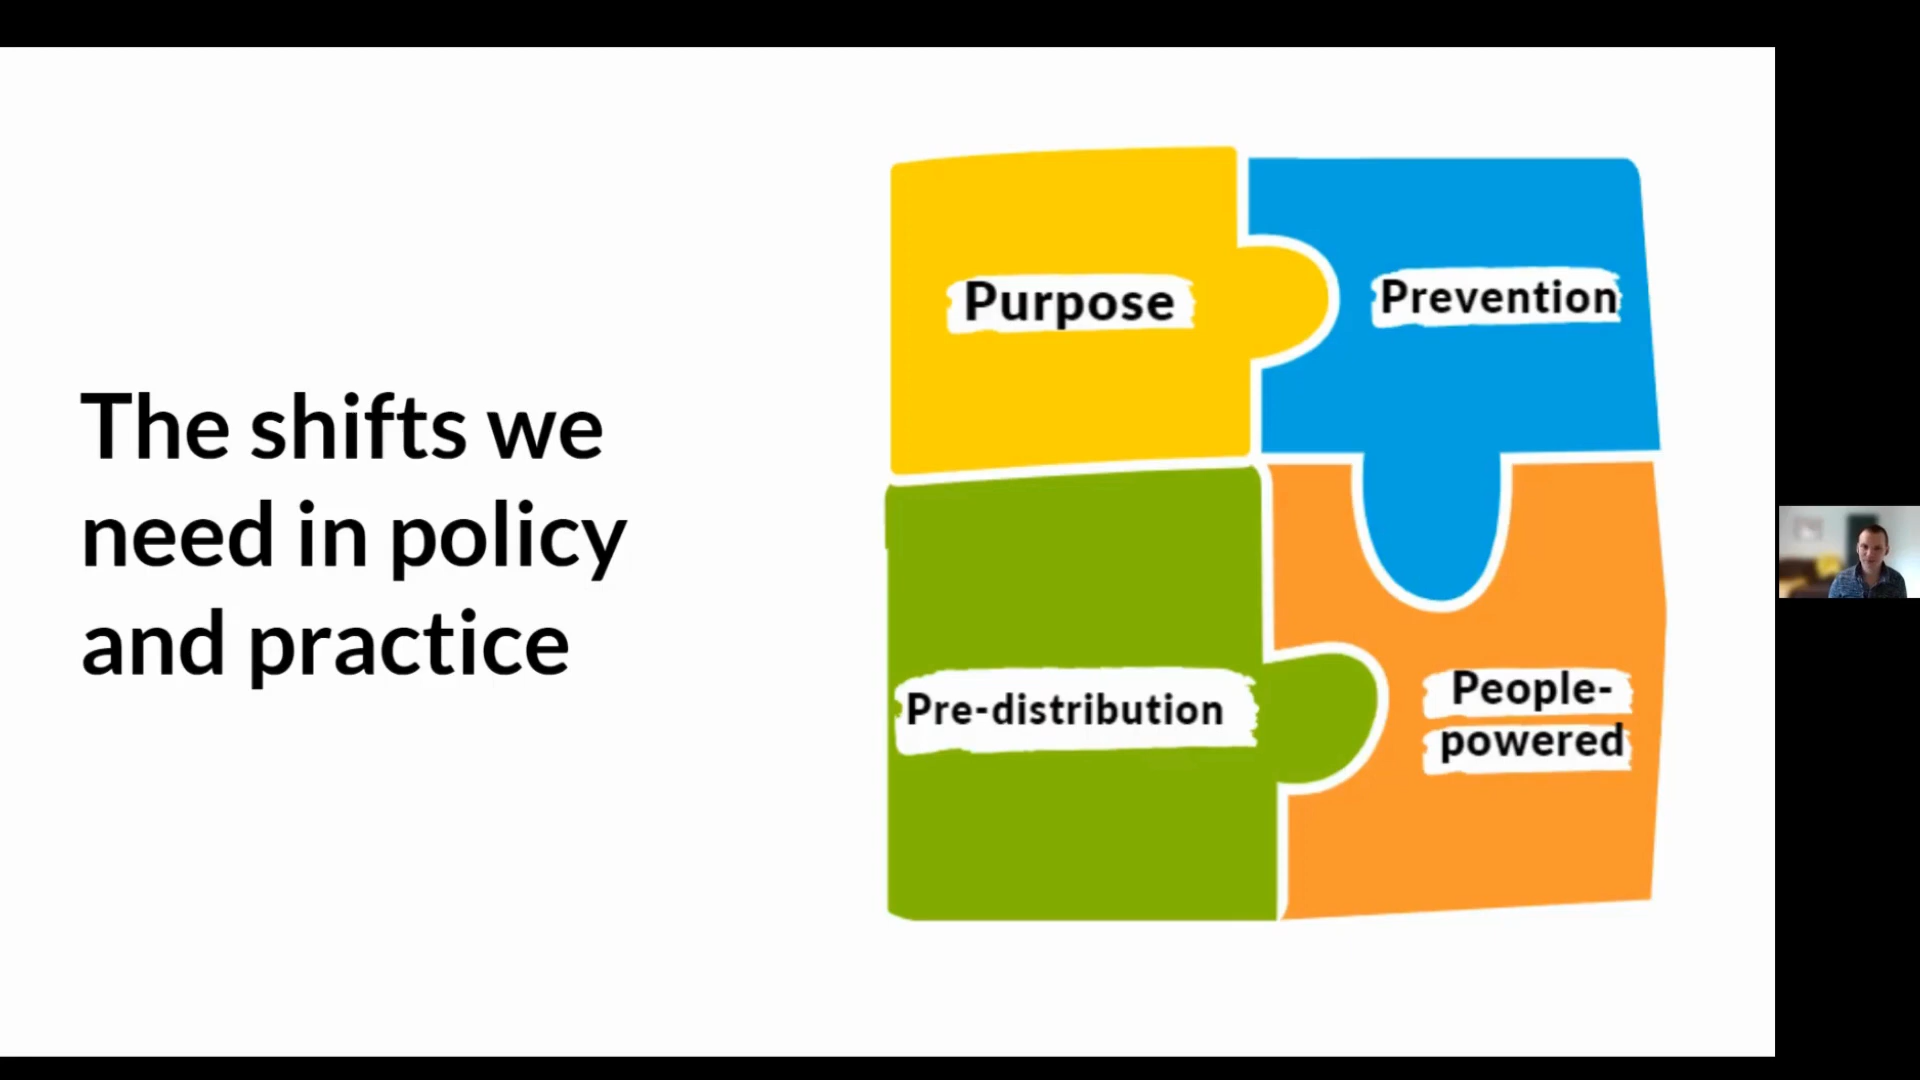 The shifts we
need in policy
and practice
Purpose
Prevention
Pre-distribution
People-
powered